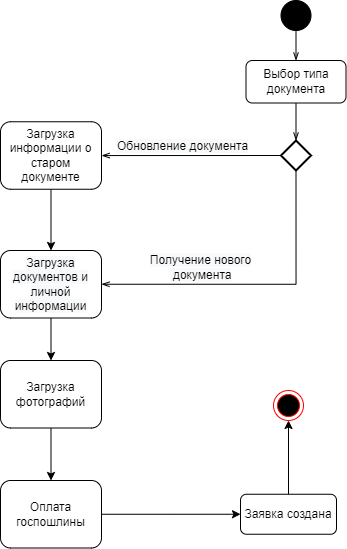 Выбор типа
документа
Обновление документа
Загрузка
информации о
старом
документе
Получение нового
документа
Загрузка
документов и
личной
информации
Загрузка
фотографий
Оплата
госпошлины
Заявка создана